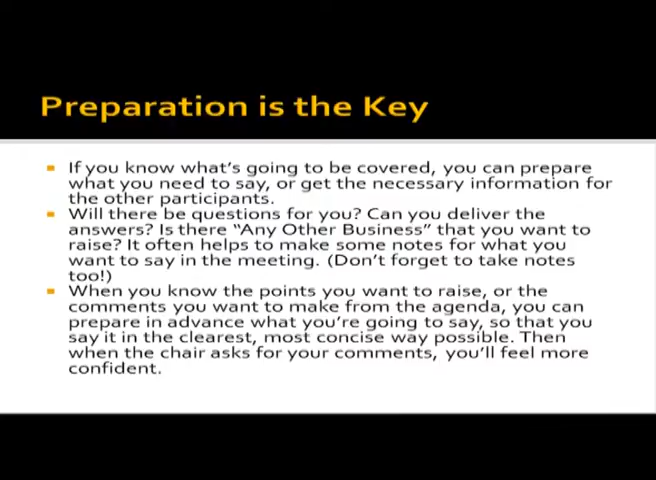 Preparation is the Key
If you know what's going to be covered, you can prepare
what you need to say, or get the necessary information for
the other participants.
Will there be questions for you? Can you deliver the
answers? Is there “Any Other Business” that you want to
raise? It often helps to make some notes for what you
want to say in the meeting. (Don't forget to take notes
too!)
When you know the points you want to raise, or the
comments you want to make from the agenda, you can
prepare in advance what you're going to say, so that you
say it in the clearest, most concise way possible. Then
when the chair asks for your comments, you'll feel more
confident.